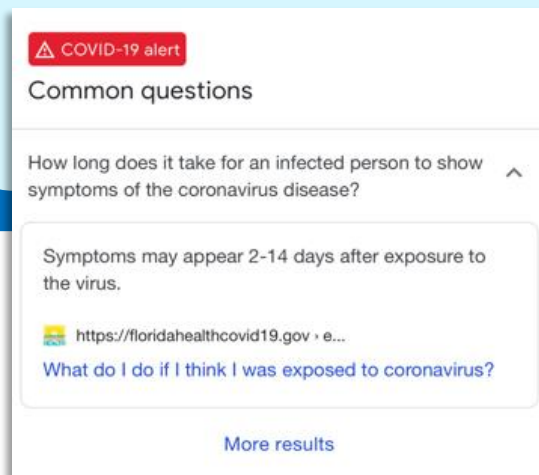 COVID-19 alert
Common questions
How long does it take for an infected person to show
symptoms of the coronavirus disease?
Symptoms may appear 2-14 days after exposure to
the virus.
https://floridahealthcovid19.gov › e...
What do I do if I think I was exposed to coronavirus?
More results